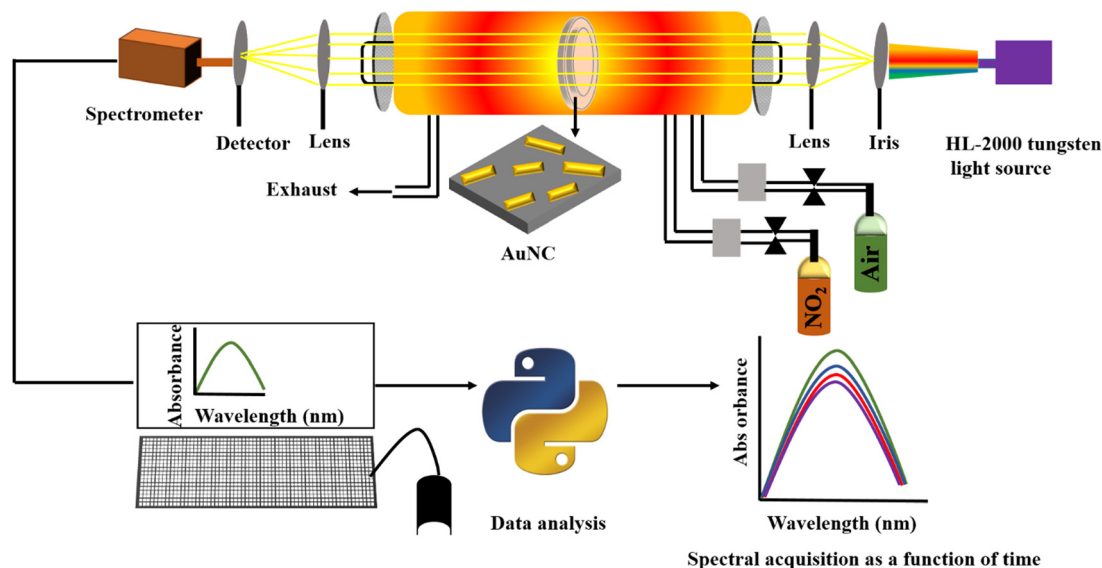 Spectrometer
Detector
Lens
Exhaust
AuNC
Lens
Iris
HL-2000 tungsten
light source
Air
NO₂
Absorbance
Wavelength (nm)
Data analysis
Abs orbance
Wavelength (nm)
Spectral acquisition as a function of time